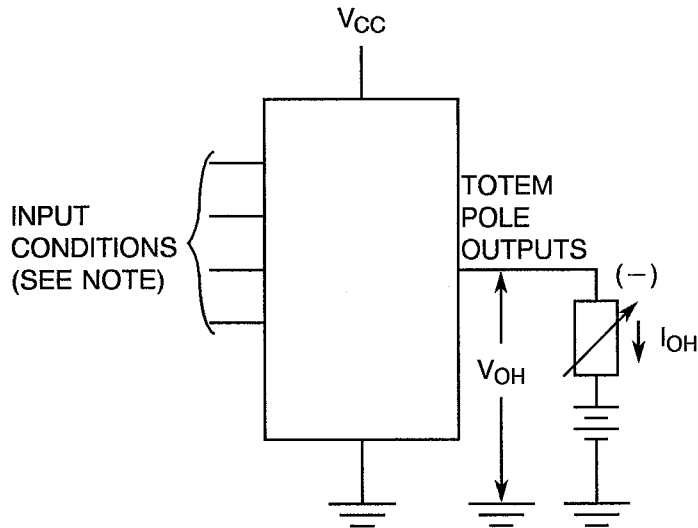 VCC
INPUT
CONDITIONS
(SEE NOTE)
TOTEM
POLE
OUTPUTS
(−)
IOH
VOH